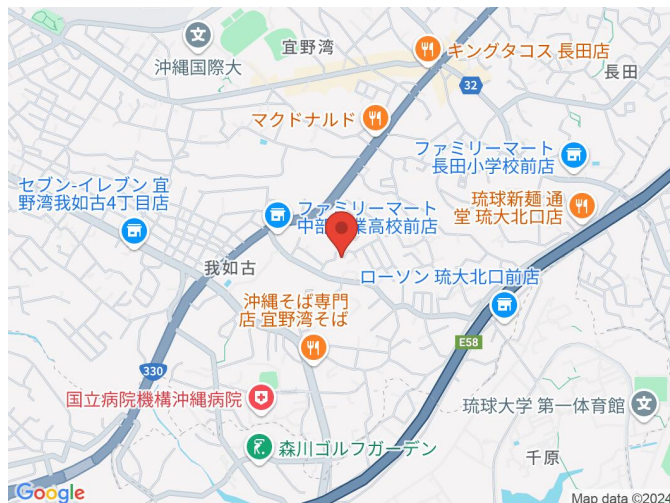 宜野湾
沖縄国際大
キングタコス 長田店
長田
32
マクドナルド
ファミリーマート
長田小学校前店
セブン-イレブン 宜
野湾我如古4丁目店
琉球新麺 通
堂 琉大北口店
ファミリーマート
中部 業高校前店
我如古
ローソン 琉大北口前店
沖縄そば専門
店 宜野湾そば
E58
330
国立病院機構沖縄病院
琉球大学 第一体育館
森川ゴルフガーデン
千原
Google
Map data ©2024